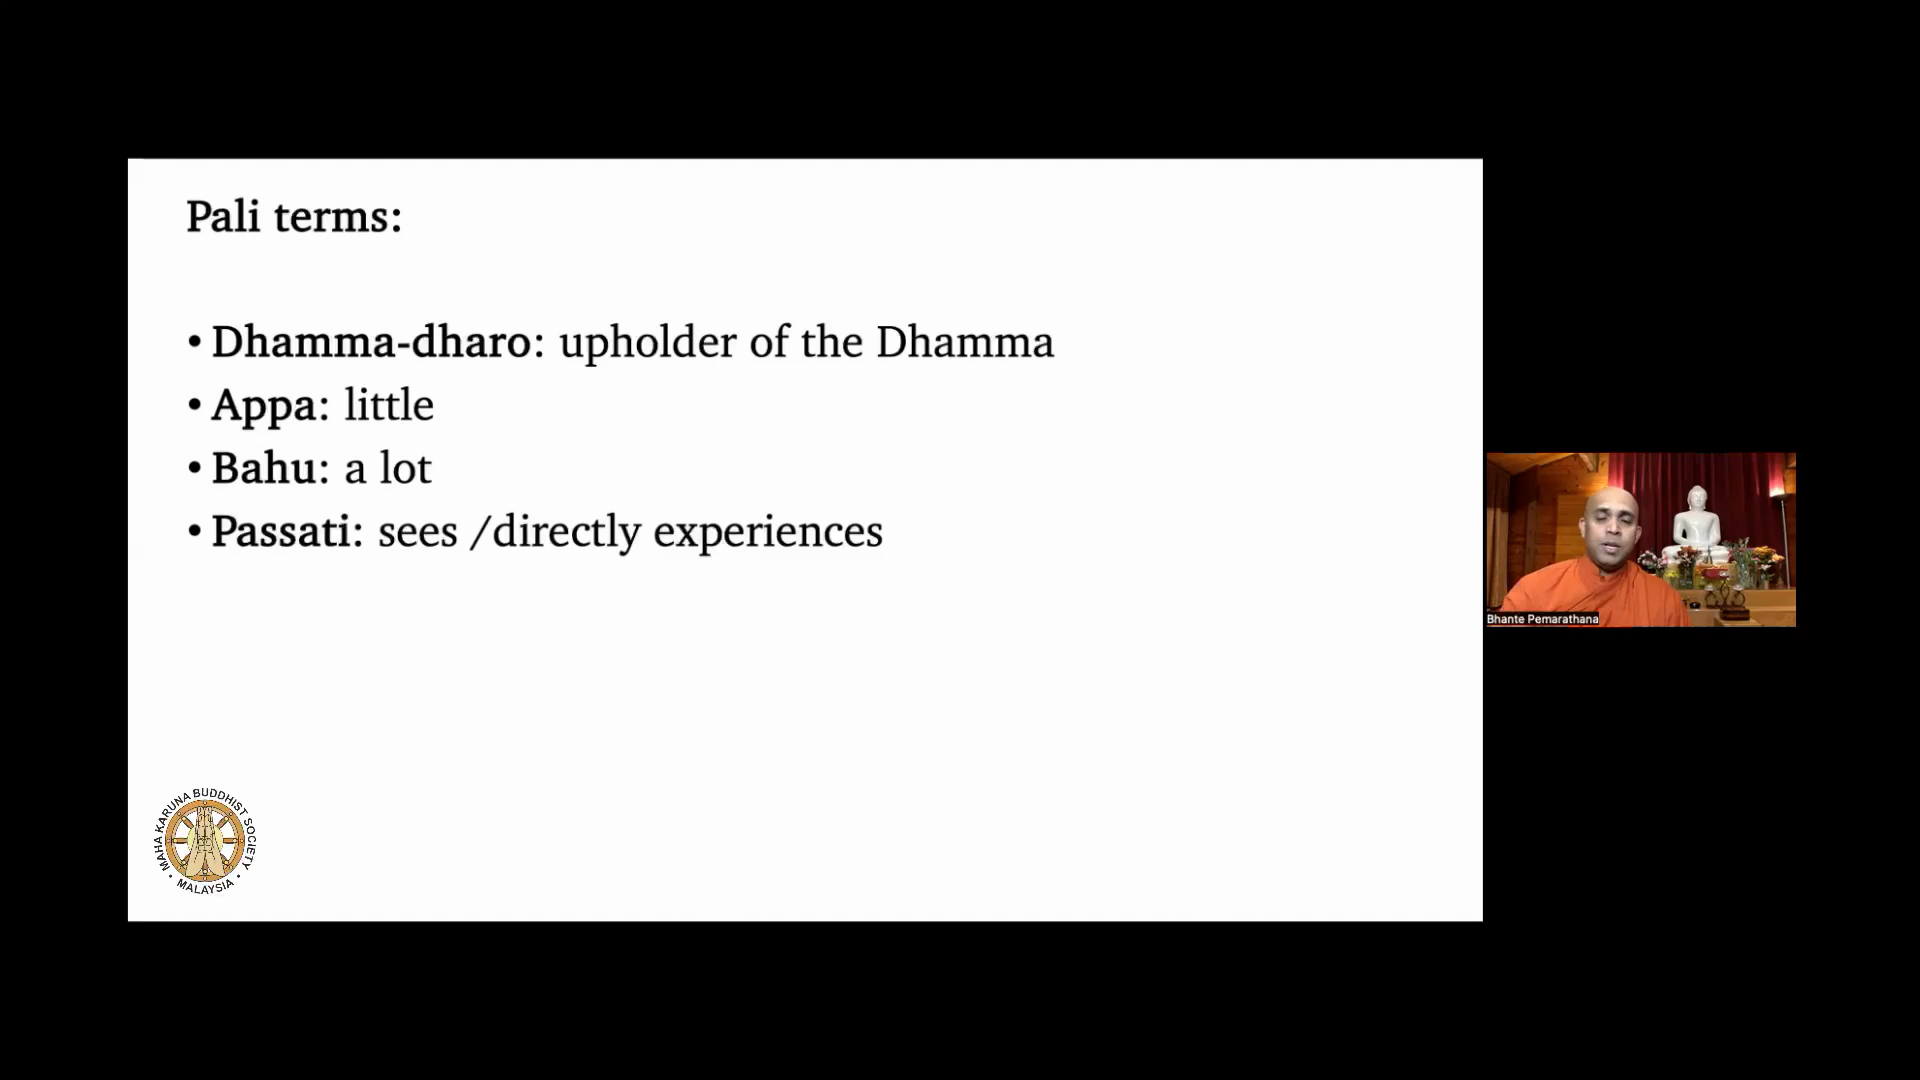 Pali terms:
• Dhamma-dharo: upholder of the Dhamma
• Appa: little
• Bahu: a lot
• Passati: sees /directly experiences
Bhante Pemarathana
MAHA KARUNA BUDDHIST SOCIETY
• MALAYSIA •